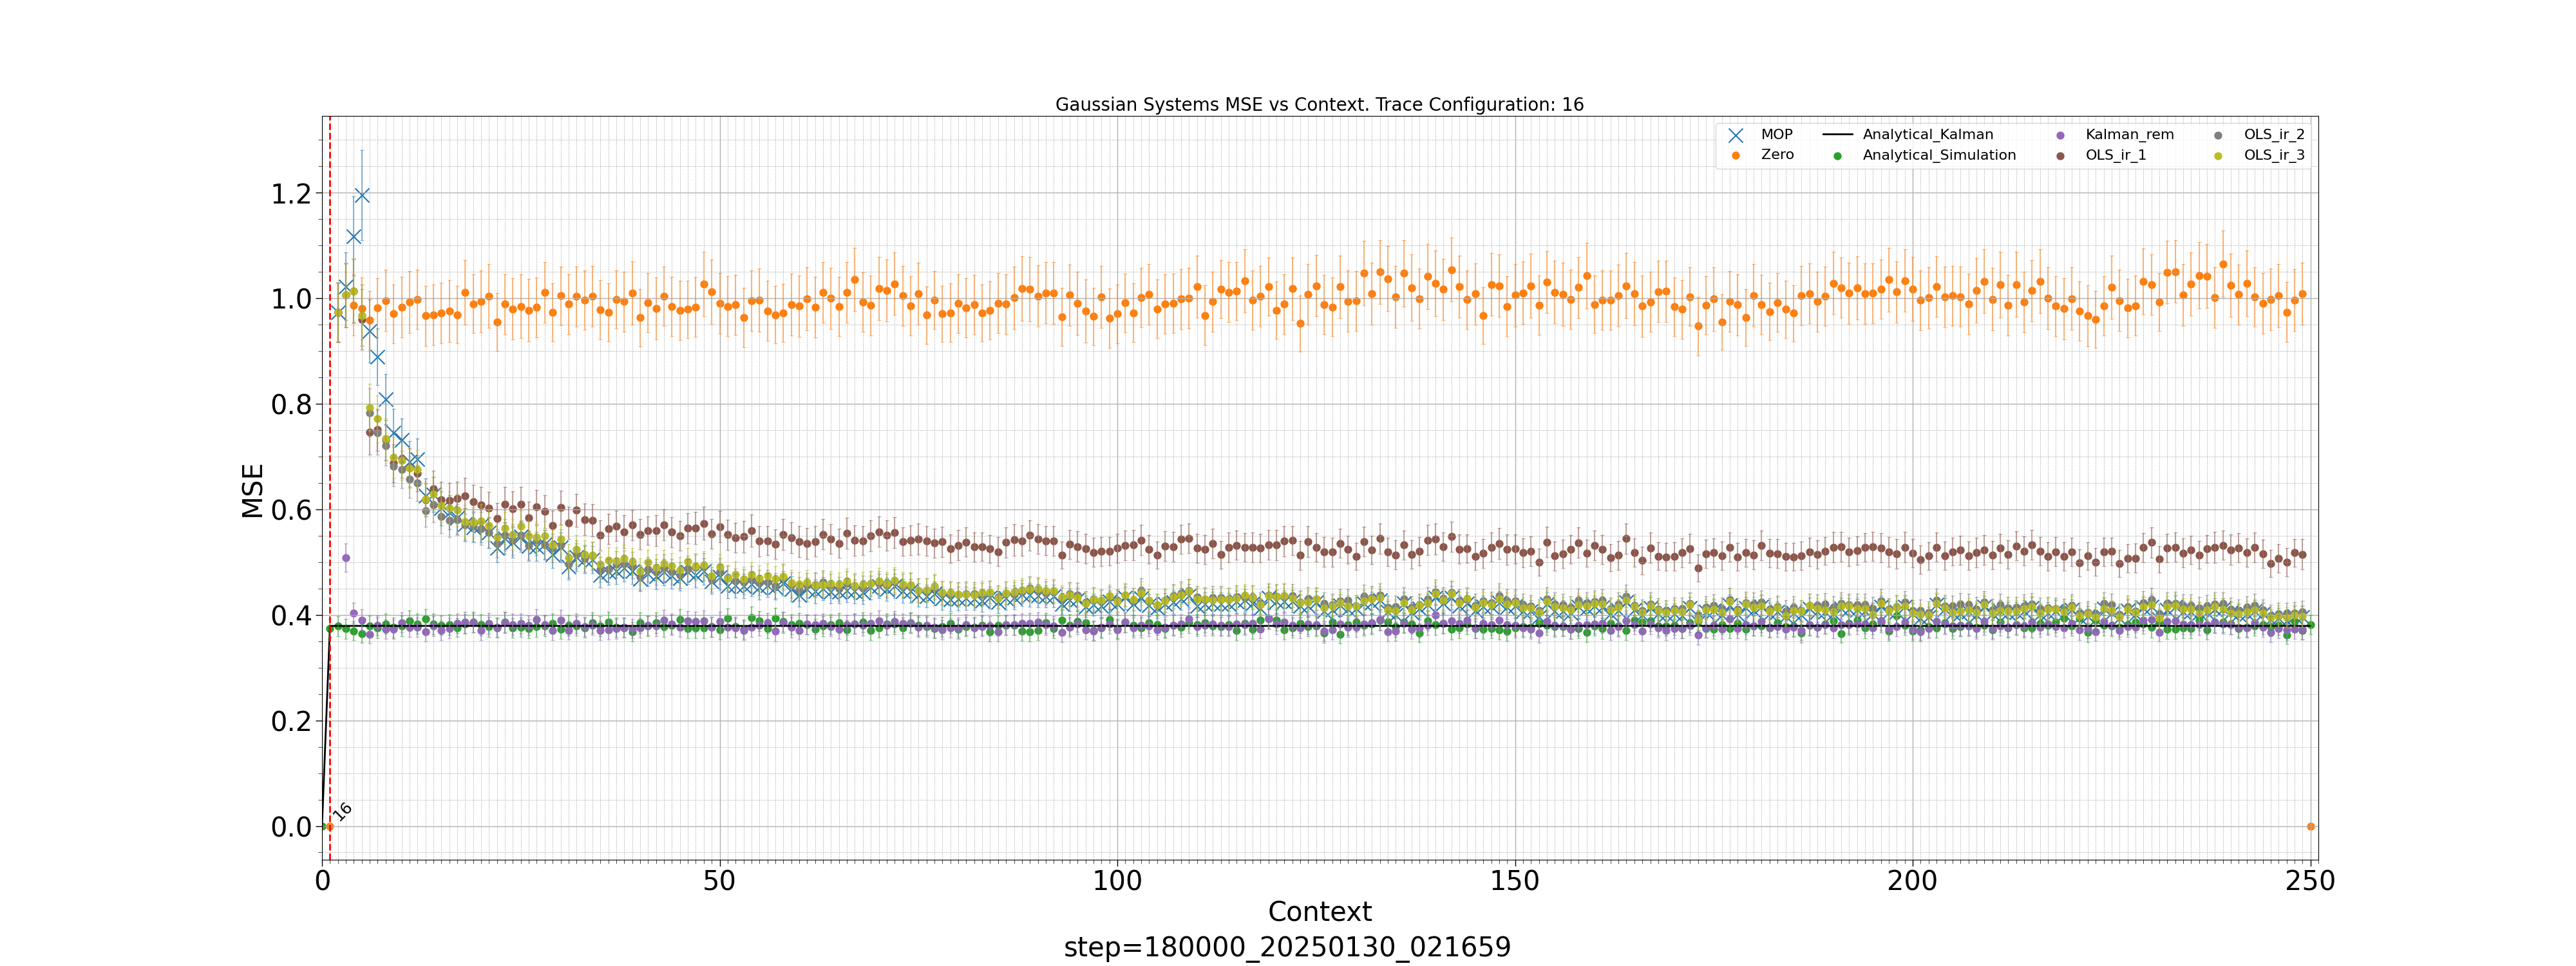 Gaussian Systems MSE vs Context. Trace Configuration: 16
MOP
Zero
Analytical_Kalman
Analytical_Simulation
Kalman_rem
OLS_ir_1
OLS_ir_2
OLS_ir_3
MSE
1.2
1.0
0.8
0.6
0.4
0.2
0.0
16
0
50
100
150
200
250
Context
step=180000_20250130_021659